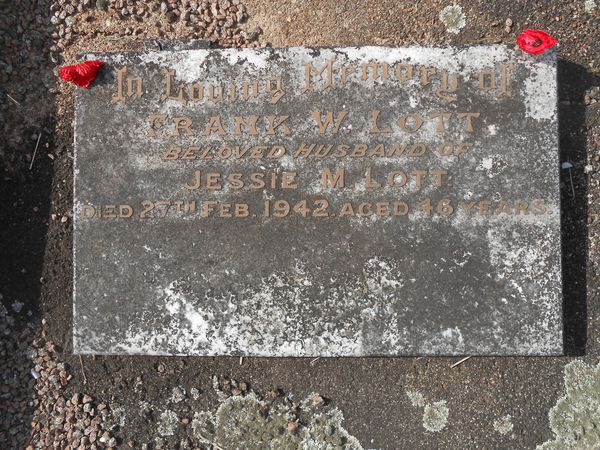 In Loving Memory of
FRANK W. LOTT.
BELOVED HUSBAND OF
JESSIE M. LOTT
DIED. 27TH FEB. 1942. AGED 46 YEARS.